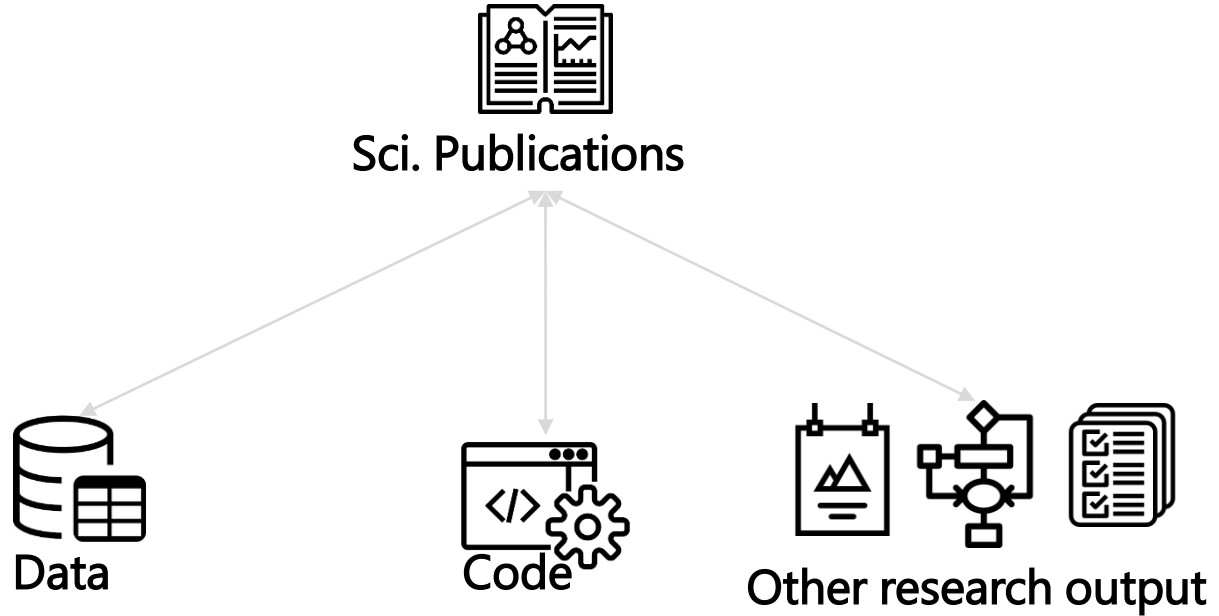 Sci. Publications
</>
Data
Code
Other research output